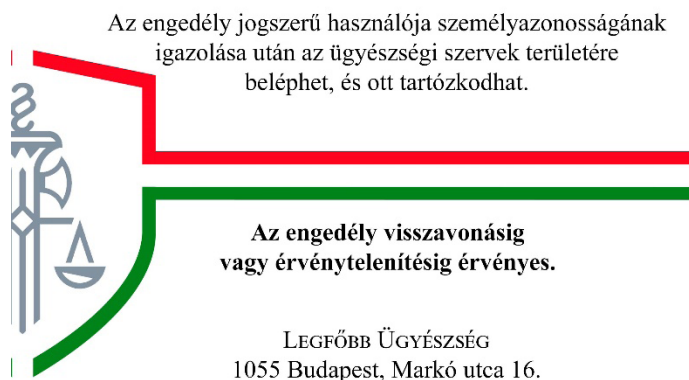 Az engedély jogszerű használója személyazonosságának
igazolása után az ügyészségi szervek területére
beléphet, és ott tartózkodhat.
Az engedély visszavonásig
vagy érvénytelenítésig érvényes.
LEGFŐBB ÜGYÉSZSÉG
1055 Budapest, Markó utca 16.